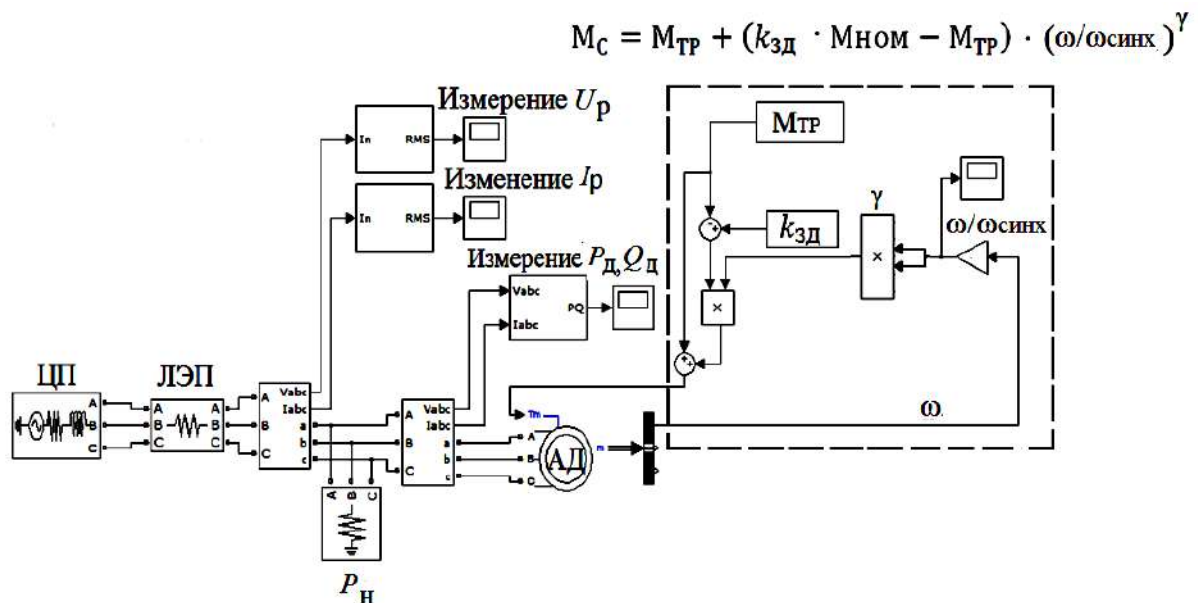 Мс = Мтр + (kзд · Мном − Мтр) · (ω/ωсинх)^γ
Измерение Uр
In RMS
Мтр
Изменение Iр
In RMS
γ
ω/ωсинх
kзд
×
Измерение Pд, Qд
Vabc
Iabc
PQ
×
ЦП
A
B
C
ЛЭП
A A
B B
C C
A
B
C
Vabc
Iabc
a
b
c
A
B
C
Vabc
Iabc
a
b
c
Tm
A
B
C
АД
m
ω
A B C
Pн